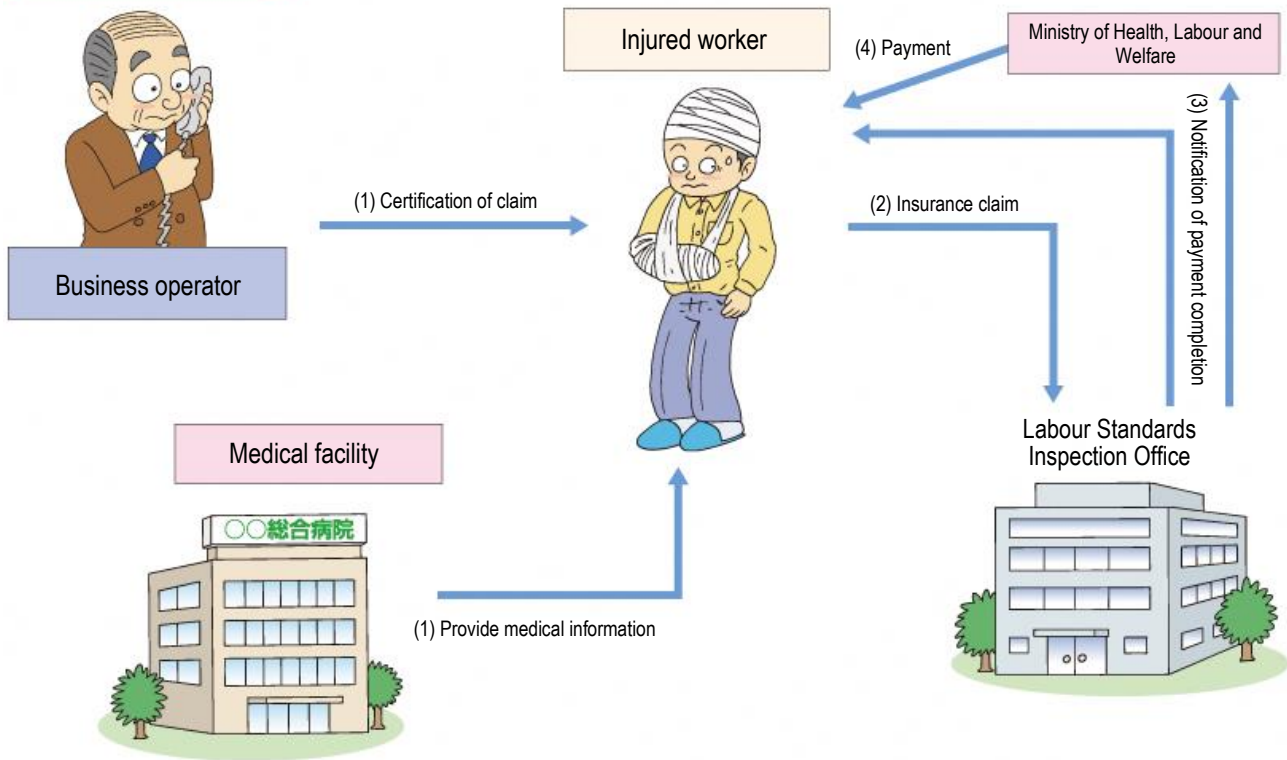 Injured worker
(4) Payment
Ministry of Health, Labour and
Welfare
(1) Certification of claim
(2) Insurance claim
(3) Notification of payment
completion
Business operator
Medical facility
Labour Standards
Inspection Office
〇〇総合病院
(1) Provide medical information